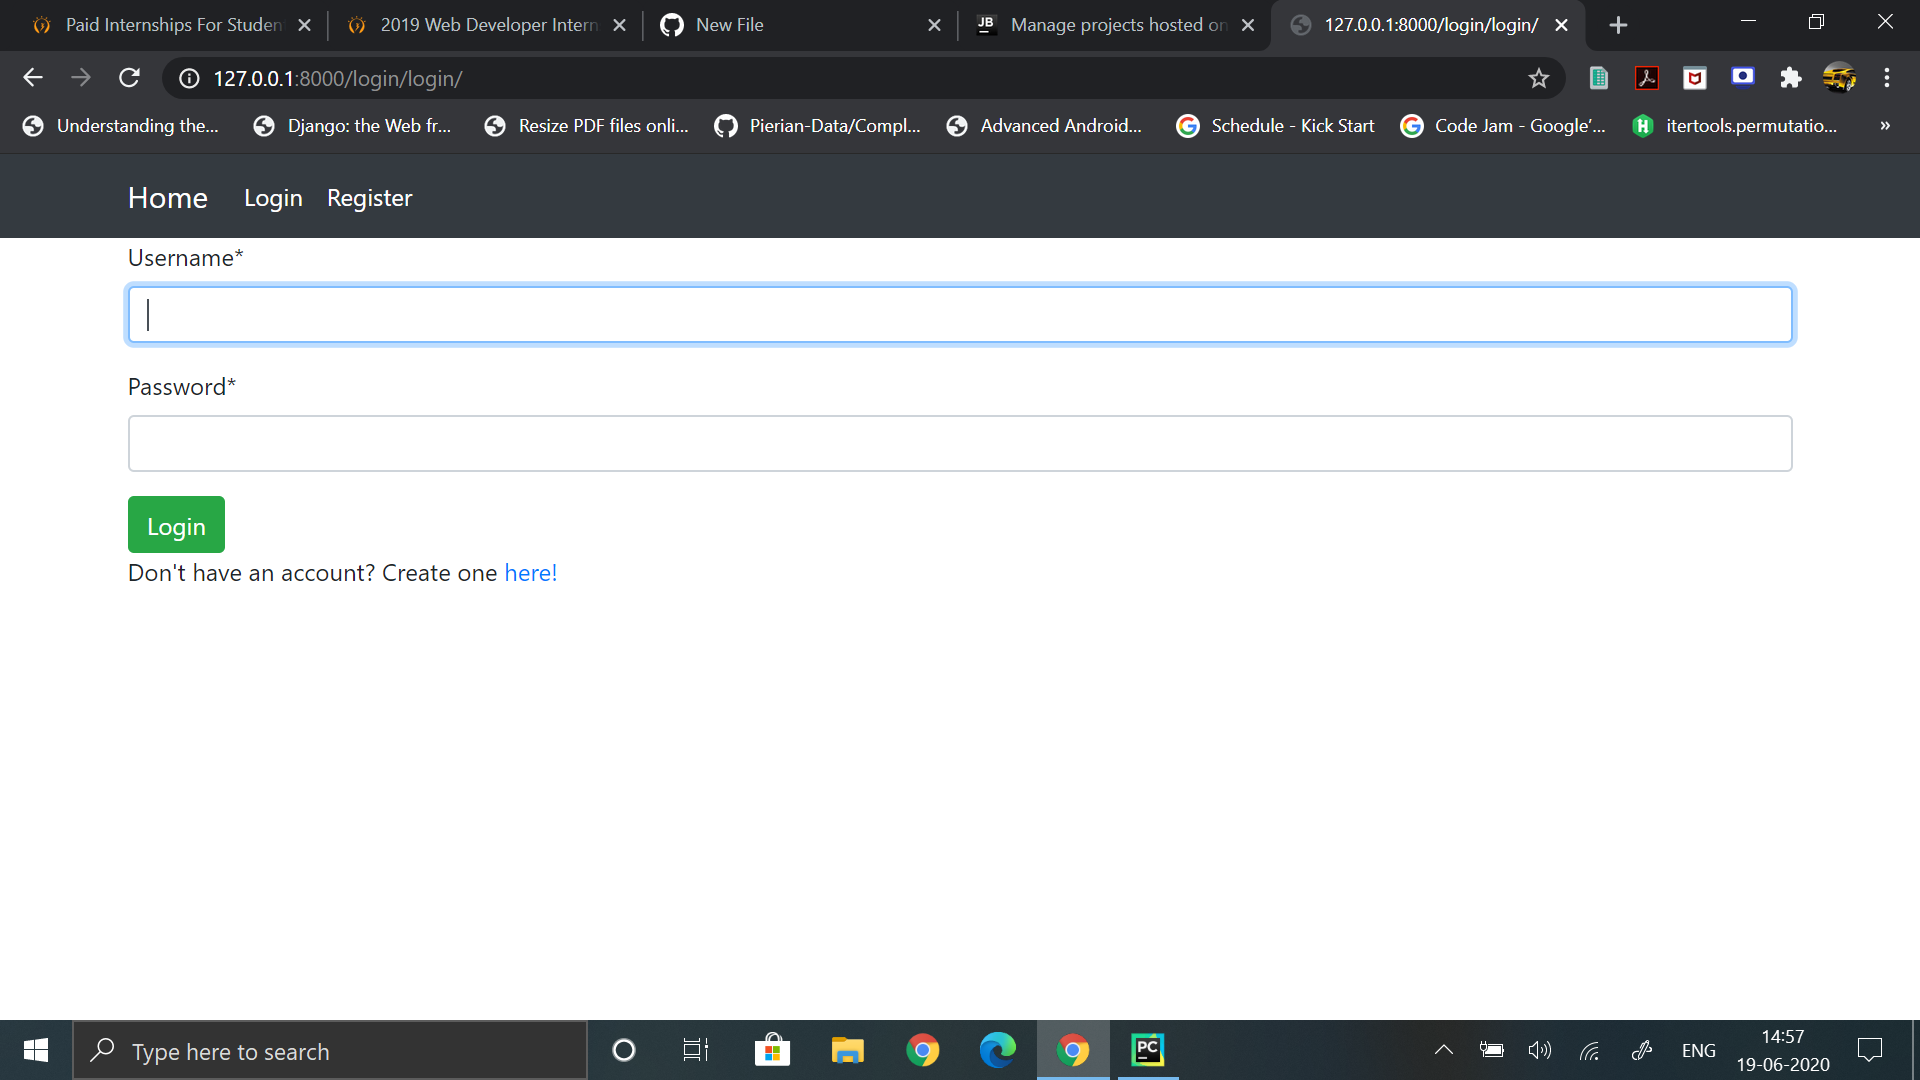 Paid Internships For Studen
2019 Web Developer Intern
New File
JB Manage projects hosted on
127.0.0.1:8000/login/login/
127.0.0.1:8000/login/login/
Understanding the...
Django: the Web fr...
Resize PDF files onli...
Pierian-Data/Compl...
Advanced Android...
Schedule - Kick Start
Code Jam - Google’...
H itertools.permutatio...
»
Home Login Register
Username*
Password*
Login
Don't have an account? Create one here!
Type here to search
PC
ENG
14:57
19-06-2020